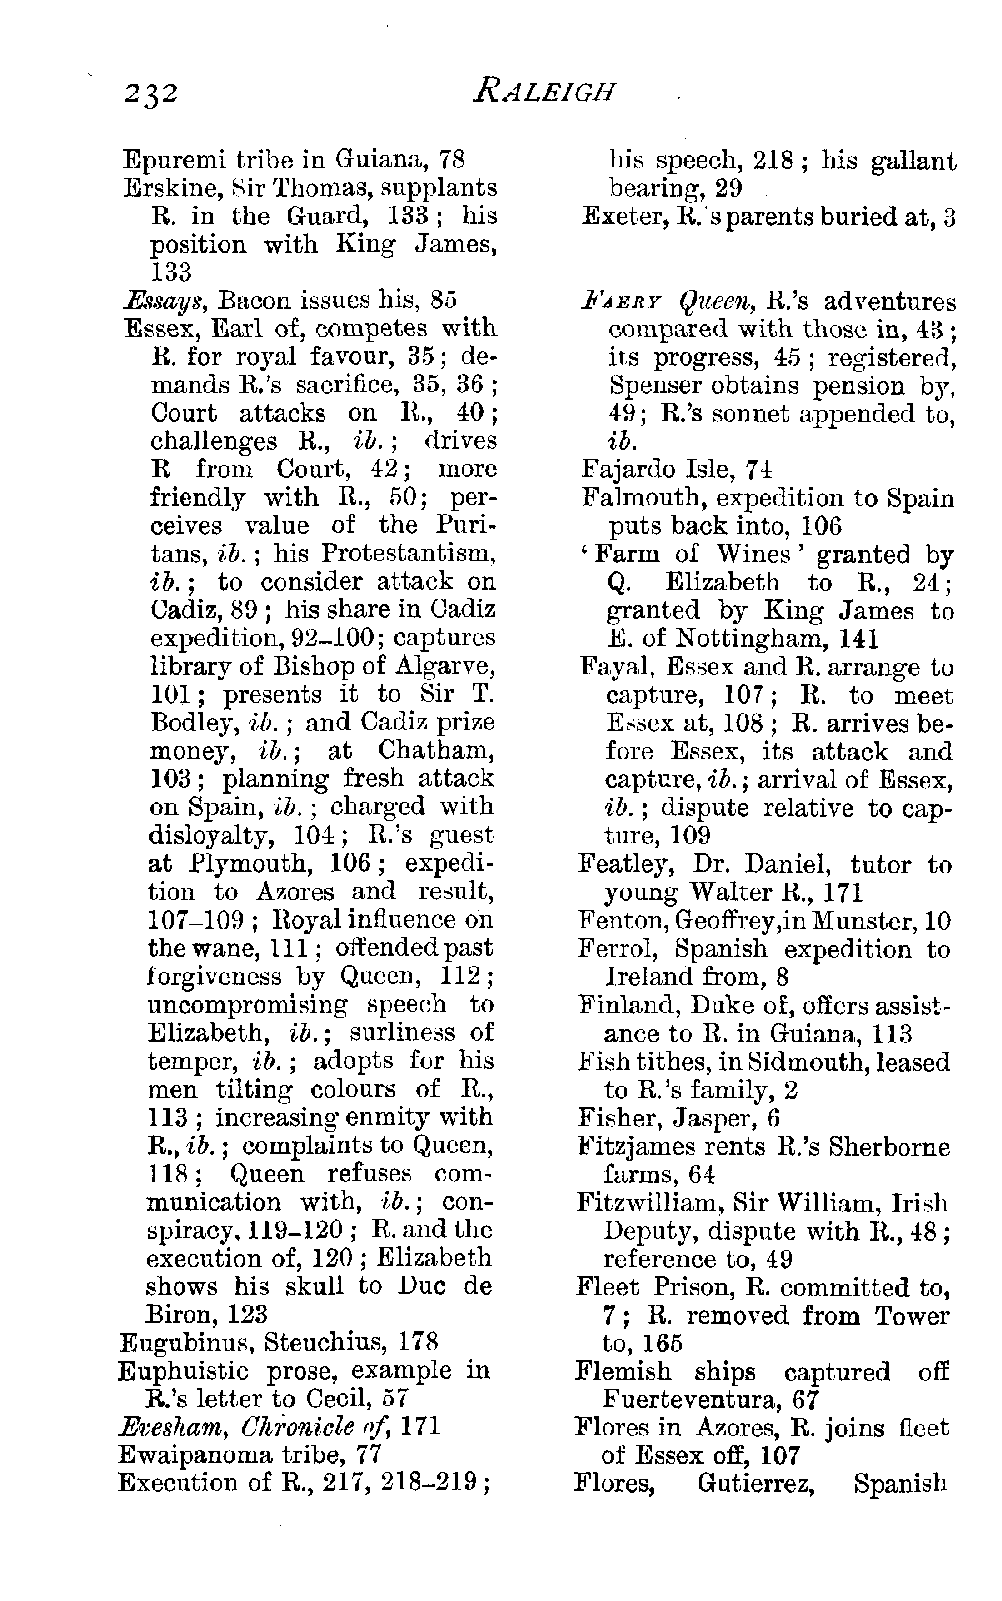 232 RALEIGH
Epuremi tribe in Guiana, 78
Erskine, Sir Thomas, supplants
R. in the Guard, 133; his
position with King James,
133
Essays, Bacon issues his, 85
Essex, Earl of, competes with
R. for royal favour, 35; de-
mands R.'s sacrifice, 35, 36;
Court attacks on R., 40;
challenges R., ib.; drives
R from Court, 42; more
friendly with R., 50; per-
ceives value of the Puri-
tans, ib.; his Protestantism,
ib.; to consider attack on
Cadiz, 89; his share in Cadiz
expedition, 92–100; captures
library of Bishop of Algarve,
101; presents it to Sir T.
Bodley, ib.; and Cadiz prize
money, ib.; at Chatham,
103; planning fresh attack
on Spain, ib.; charged with
disloyalty, 104; R.'s guest
at Plymouth, 106; expedi-
tion to Azores and result,
107–109; Royal influence on
the wane, 111; offended past
forgiveness by Queen, 112;
uncompromising speech to
Elizabeth, ib.; surliness of
temper, ib.; adopts for his
men tilting colours of R.,
113; increasing enmity with
R., ib.; complaints to Queen,
118; Queen refuses com-
munication with, ib.; con-
spiracy, 119–120; R. and the
execution of, 120; Elizabeth
shows his skull to Duc de
Biron, 123
Eugubinus, Steuchius, 178
Euphuistic prose, example in
R.'s letter to Cecil, 57
Evesham, Chronicle of, 171
Ewaipanoma tribe, 77
Execution of R., 217, 218–219;
his speech, 218; his gallant
bearing, 29
Exeter, R.'s parents buried at, 3
FAERY Queen, R.'s adventures
compared with those in, 43;
its progress, 45; registered,
Spenser obtains pension by,
49; R.'s sonnet appended to,
ib.
Fajardo Isle, 74
Falmouth, expedition to Spain
puts back into, 106
'Farm of Wines' granted by
Q. Elizabeth to R., 24;
granted by King James to
E. of Nottingham, 141
Fayal, Essex and R. arrange to
capture, 107; R. to meet
Essex at, 108; R. arrives be-
fore Essex, its attack and
capture, ib.; arrival of Essex,
ib.; dispute relative to cap-
ture, 109
Featley, Dr. Daniel, tutor to
young Walter R., 171
Fenton, Geoffrey, in Munster, 10
Ferrol, Spanish expedition to
Ireland from, 8
Finland, Duke of, offers assist-
ance to R. in Guiana, 113
Fish tithes, in Sidmouth, leased
to R.'s family, 2
Fisher, Jasper, 6
Fitzjames rents R.'s Sherborne
farms, 64
Fitzwilliam, Sir William, Irish
Deputy, dispute with R., 48;
reference to, 49
Fleet Prison, R. committed to,
7; R. removed from Tower
to, 165
Flemish ships captured off
Fuerteventura, 67
Flores in Azores, R. joins fleet
of Essex off, 107
Flores, Gutierrez, Spanish